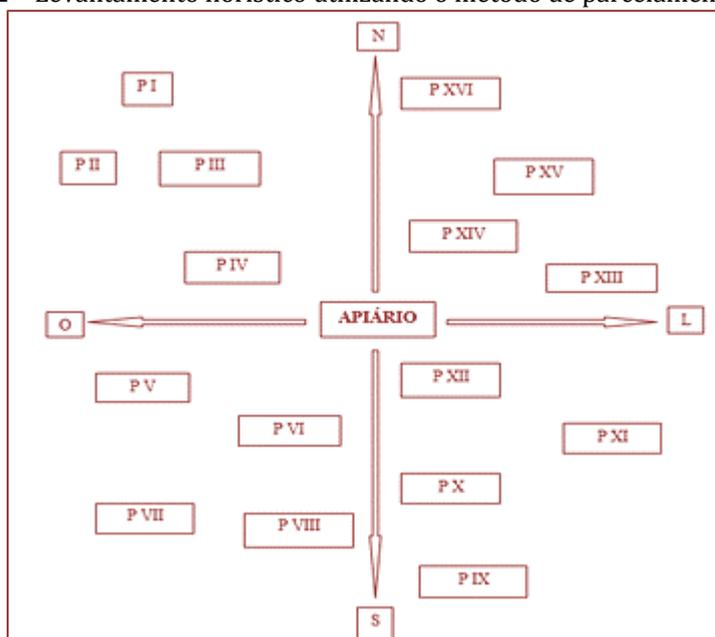 Levantamento florístico utilizando o método de
N
P I
P XVI
P II
P III
P XV
P XIV
P IV
P XIII
APIÁRIO
O
L
P V
P XII
P VI
P XI
P X
P VII
P VIII
P IX
S